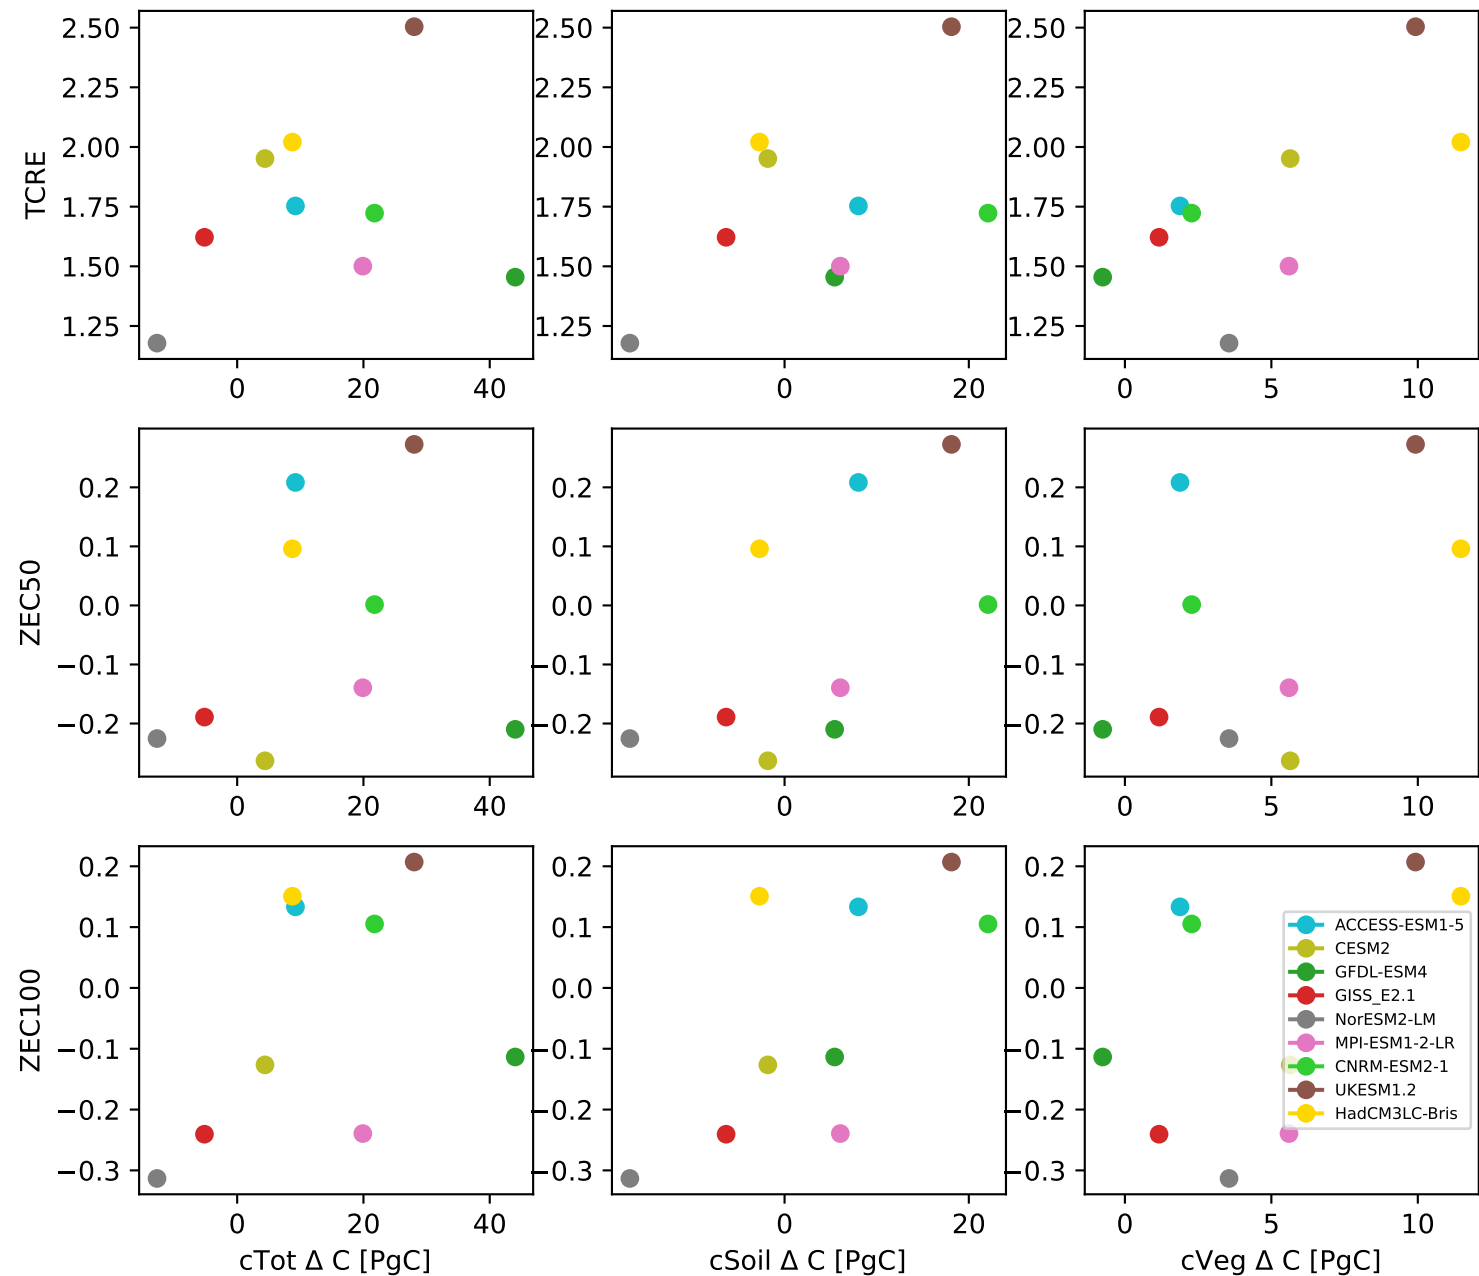 2.50
2.25
2.00
1.75
1.50
1.25
TCRE
0 20 40
2.50
2.25
2.00
1.75
1.50
1.25
0 20
2.50
2.25
2.00
1.75
1.50
1.25
0 5 10
0.2
0.1
0.0
−0.1
−0.2
ZEC50
0 20 40
0.2
0.1
0.0
−0.1
−0.2
0 20
0.2
0.1
0.0
−0.1
−0.2
0 5 10
0.2
0.1
0.0
−0.1
−0.2
−0.3
ZEC100
0 20 40
cTot Δ C [PgC]
0.2
0.1
0.0
−0.1
−0.2
−0.3
0 20
cSoil Δ C [PgC]
0.2
0.1
0.0
−0.1
−0.2
−0.3
ACCESS-ESM1-5
CESM2
GFDL-ESM4
GISS_E2.1
NorESM2-LM
MPI-ESM1-2-LR
CNRM-ESM2-1
UKESM1.2
HadCM3LC-Bris
0 5 10
cVeg Δ C [PgC]